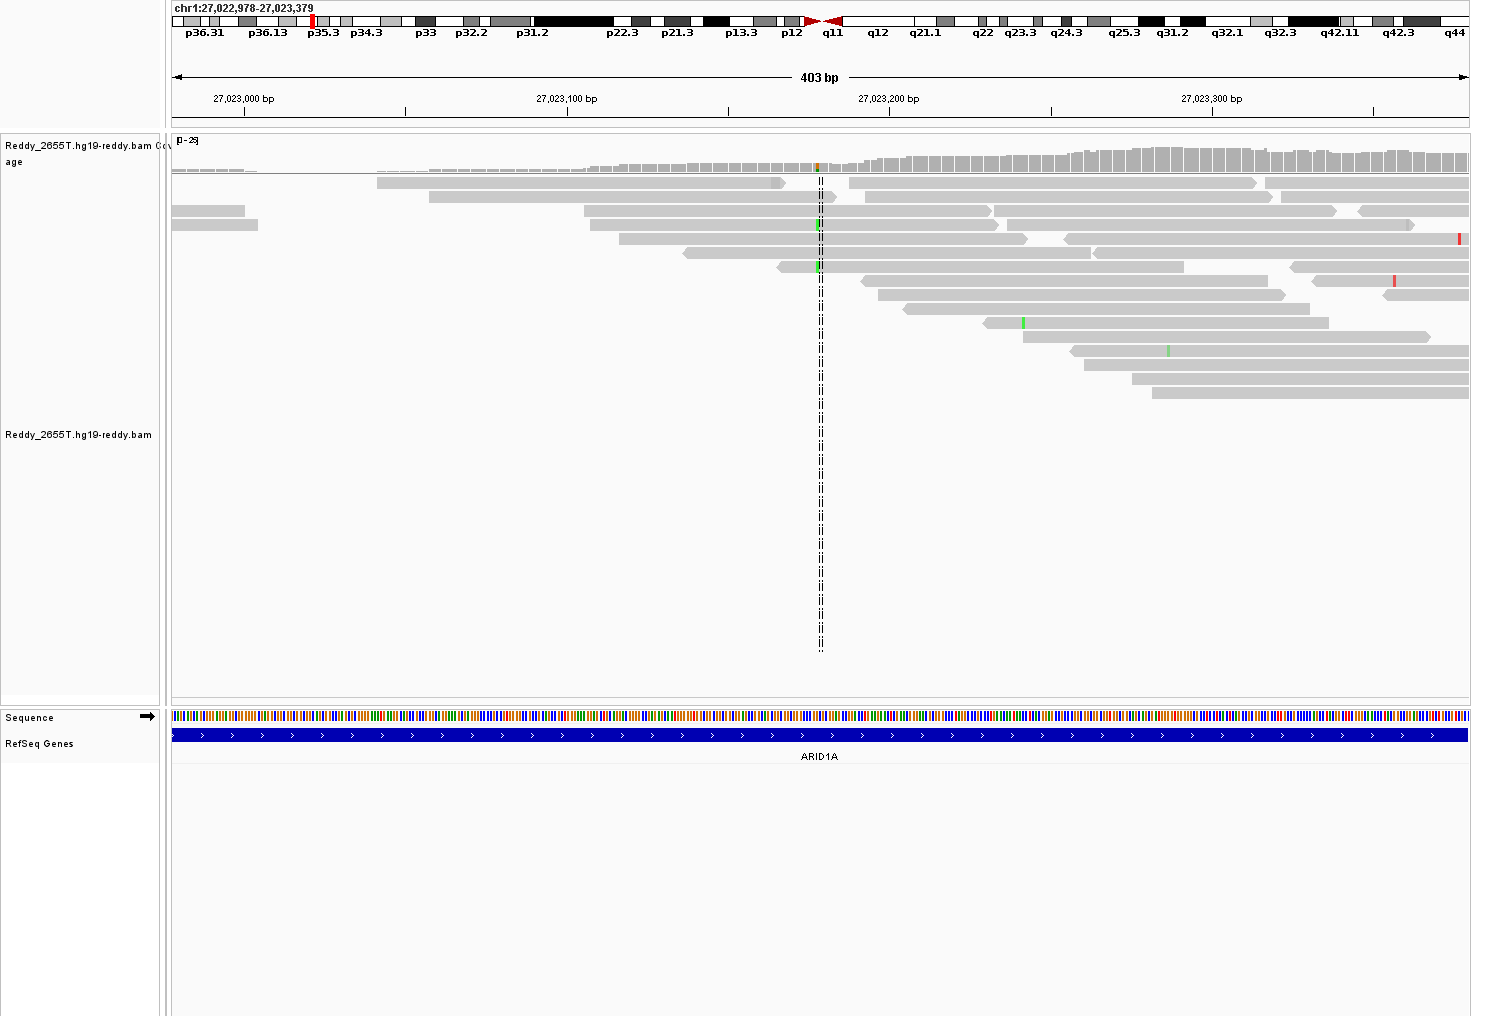 chr1:27,022,978-27,023,379
p36.31 p36.13 p35.3 p34.3 p33 p32.2 p31.2 p22.3 p21.3 p13.3 p12 q11 q12 q21.1 q22 q23.3 q24.3 q25.3 q31.2 q32.1 q32.3 q42.11 q42.3 q44
403 bp
27,023,000 bp 27,023,100 bp 27,023,200 bp 27,023,300 bp
[0-25]
Reddy_2655T.hg19-reddy.bam Cov
age
Reddy_2655T.hg19-reddy.bam
Sequence
RefSeq Genes
ARID1A